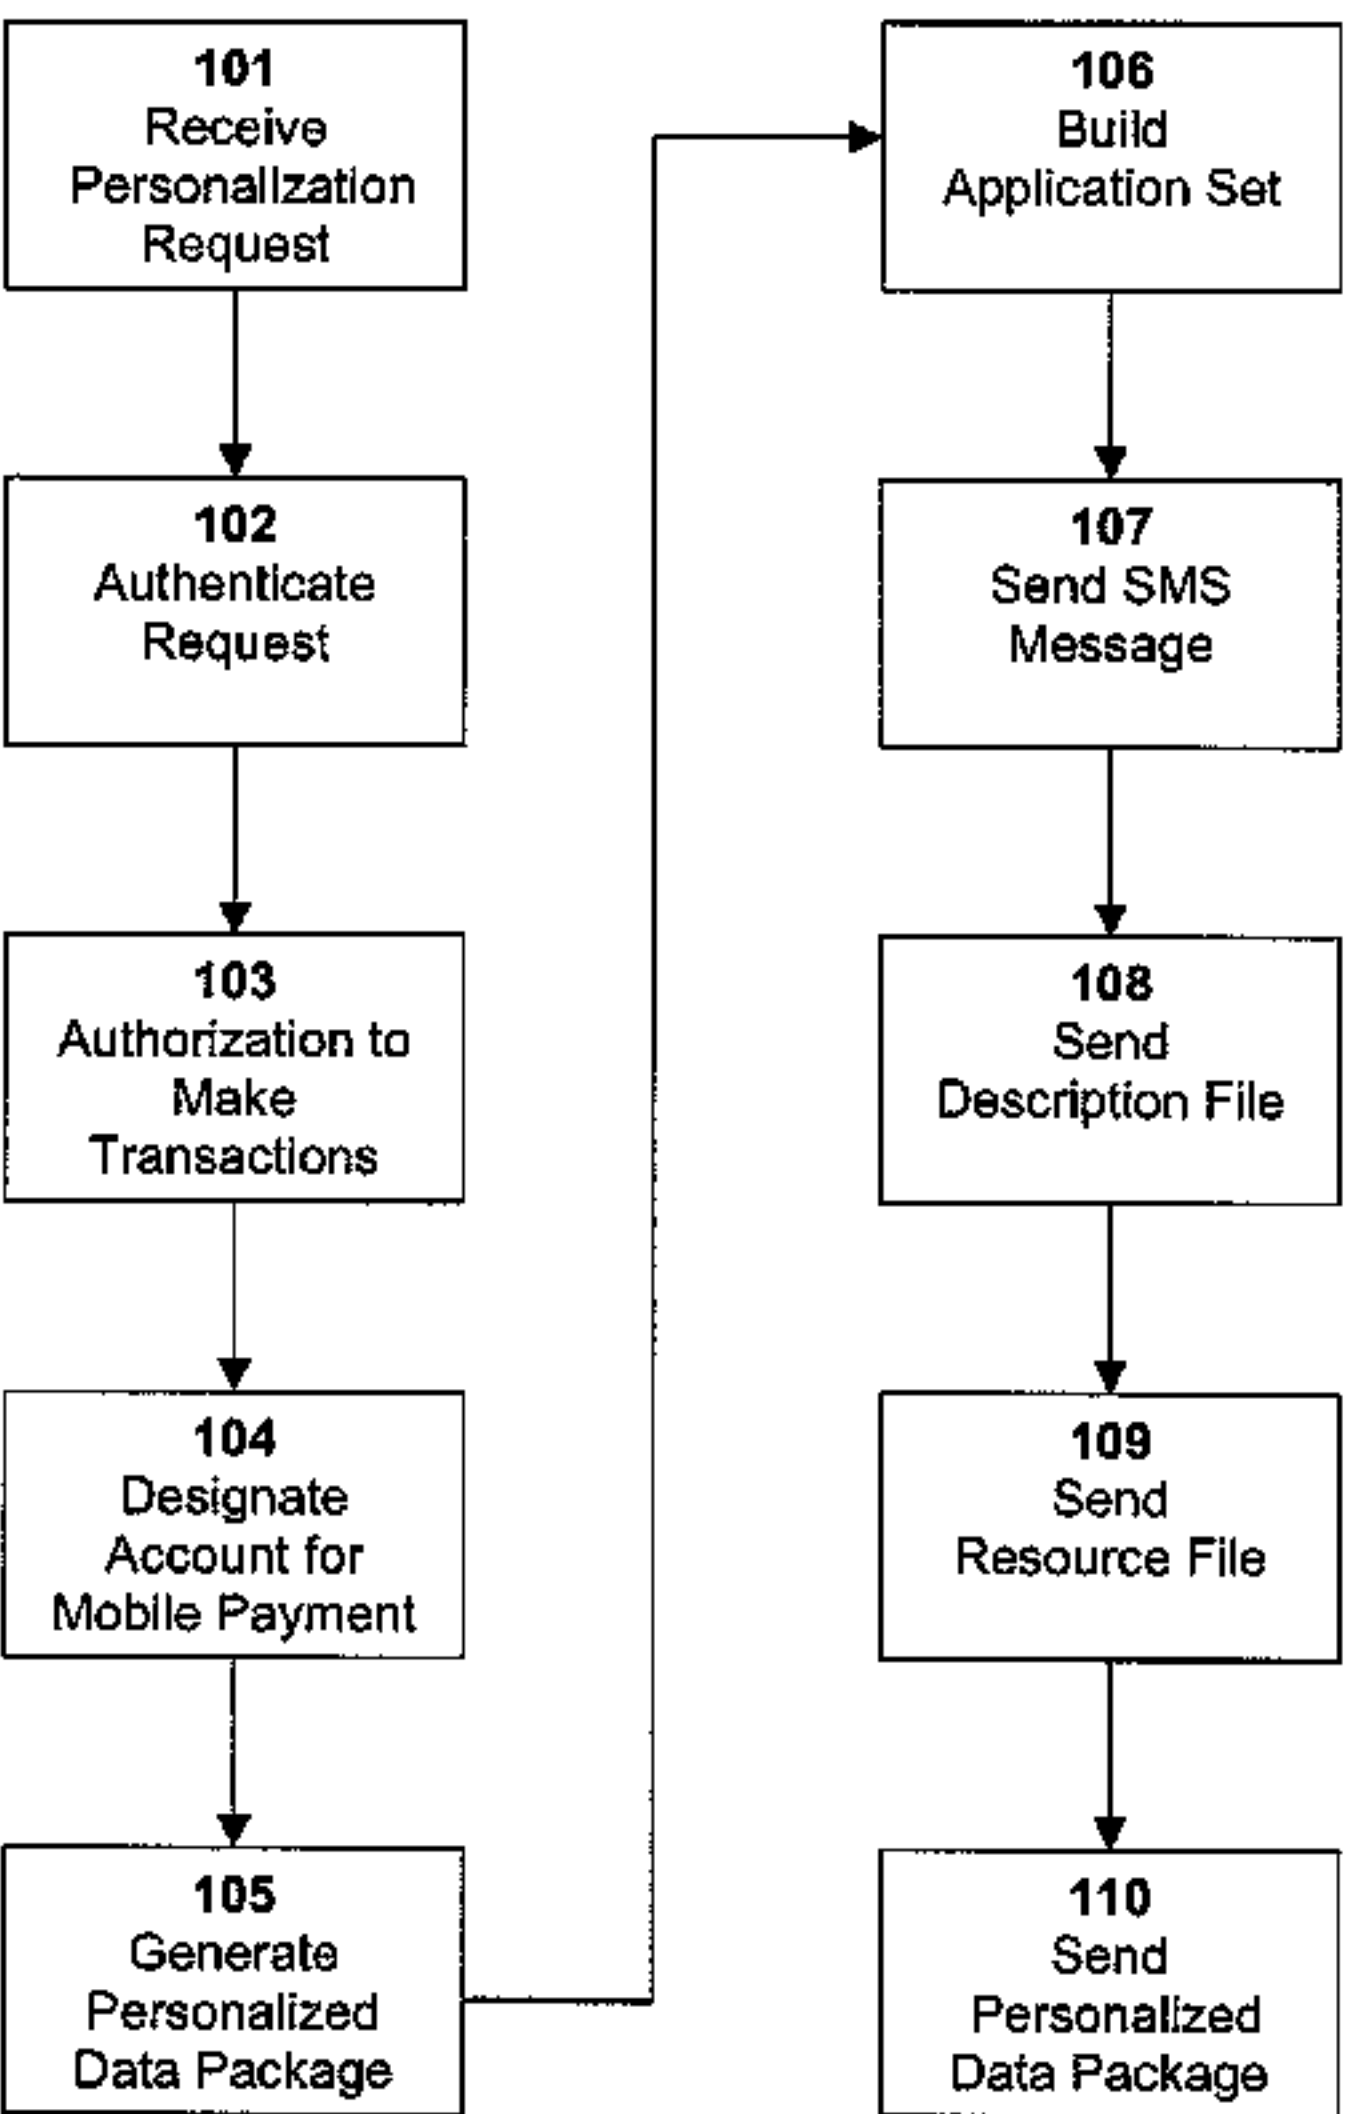 101
Receive
Personalization
Request
102
Authenticate
Request
103
Authorization to
Make
Transactions
104
Designate
Account for
Mobile Payment
105
Generate
Personalized
Data Package
106
Build
Application Set
107
Send SMS
Message
108
Send
Description File
109
Send
Resource File
110
Send
Personalized
Data Package